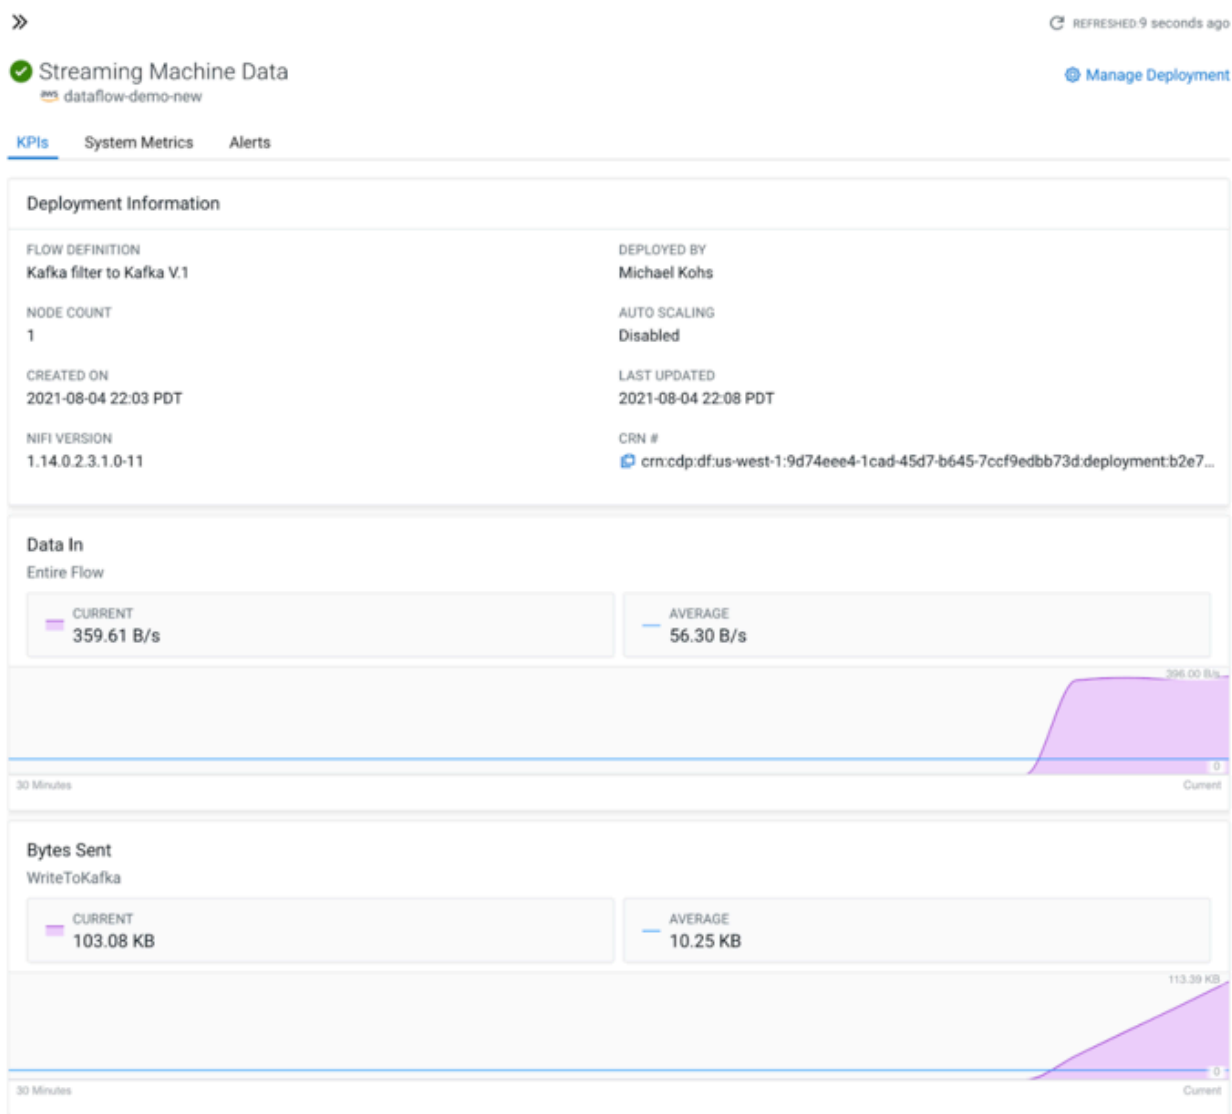 REFRESHED:9 seconds ago
Streaming Machine Data
Manage Deployment
aws dataflow-demo-new
KPIs System Metrics Alerts
Deployment Information
FLOW DEFINITION
Kafka filter to Kafka V.1
DEPLOYED BY
Michael Kohs
NODE COUNT
1
AUTO SCALING
Disabled
CREATED ON
2021-08-04 22:03 PDT
LAST UPDATED
2021-08-04 22:08 PDT
NIFI VERSION
1.14.0.2.3.1.0-11
CRN #
crn:cdp:df:us-west-1:9d74eee4-1cad-45d7-b645-7ccf9edbb73d:deployment:b2e7...
Data In
Entire Flow
CURRENT
359.61 B/s
AVERAGE
56.30 B/s
396.00 B/s
0
30 Minutes Current
Bytes Sent
WriteToKafka
CURRENT
103.08 KB
AVERAGE
10.25 KB
113.39 KB
0
30 Minutes Current